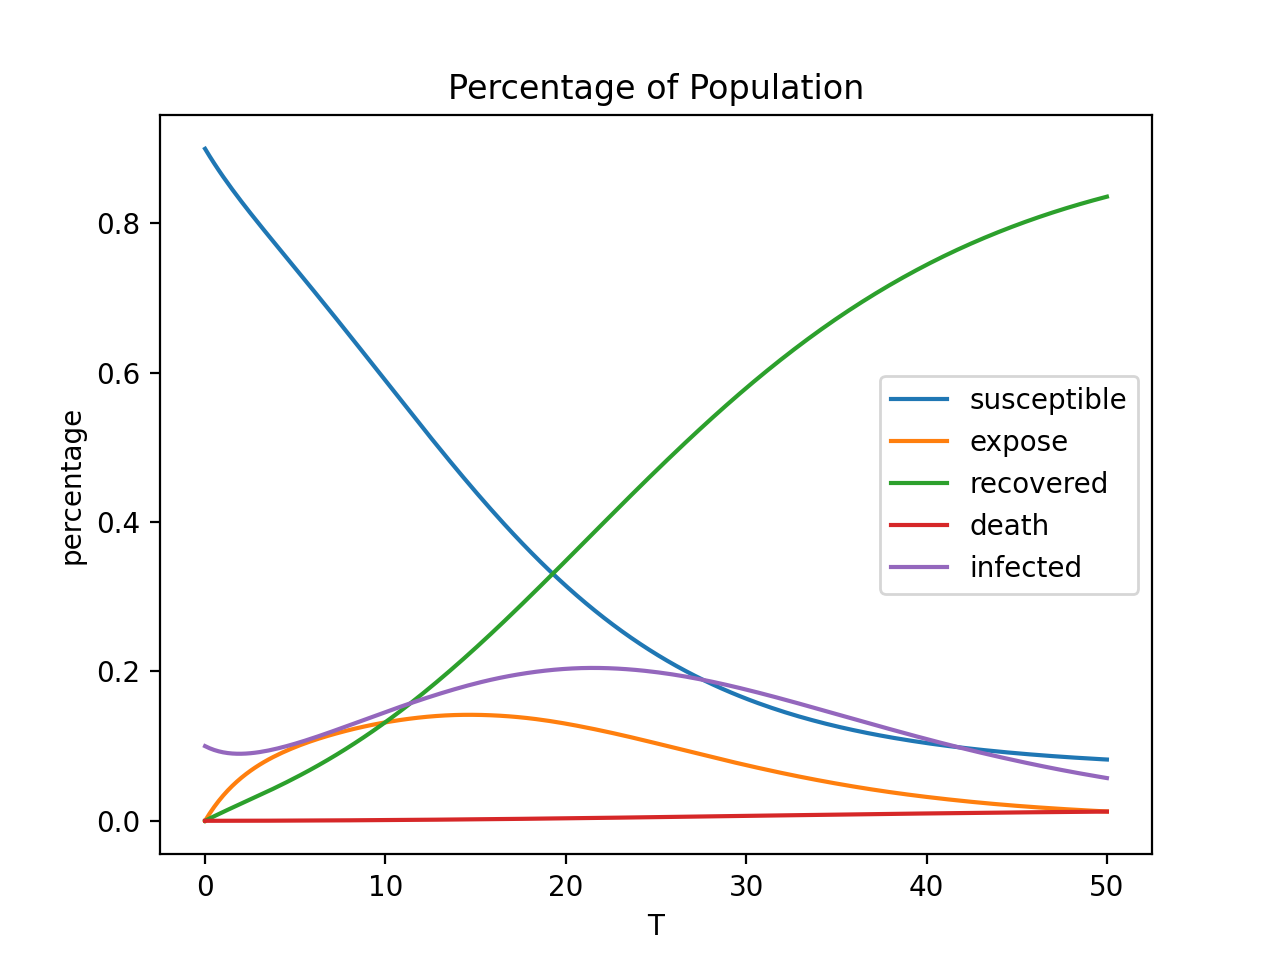 Percentage of Population
percentage
0.8
0.6
0.4
0.2
0.0
susceptible
expose
recovered
death
infected
0 10 20 30 40 50
T